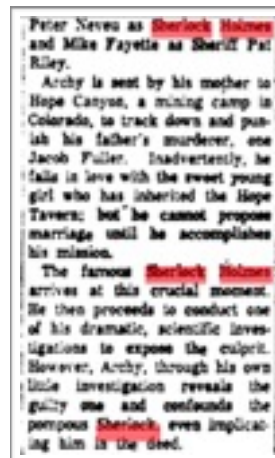 Peter Neveu as Sherlock Holmes
and Mike Fayette as Sheriff Pat
Riley.
Archy is sent by his mother to
Hope Canyon, a mining camp in
Colorado, to track down and pun-
ish his father's murderer, one
Jacob Fuller. Inadvertently, he
falls in love with the sweet young
girl who has inherited the Hope
Tavern; but he cannot propose
marriage until he accomplishes
his mission.
The famous Sherlock Holmes
arrives at this crucial moment.
He then proceeds to conduct one
of his dramatic, scientific inves-
tigations to expose the culprit.
However, Archy, through his own
little investigation reveals the
guilty one and confounds the
pompous Sherlock, even implicat-
ing him in the deed.